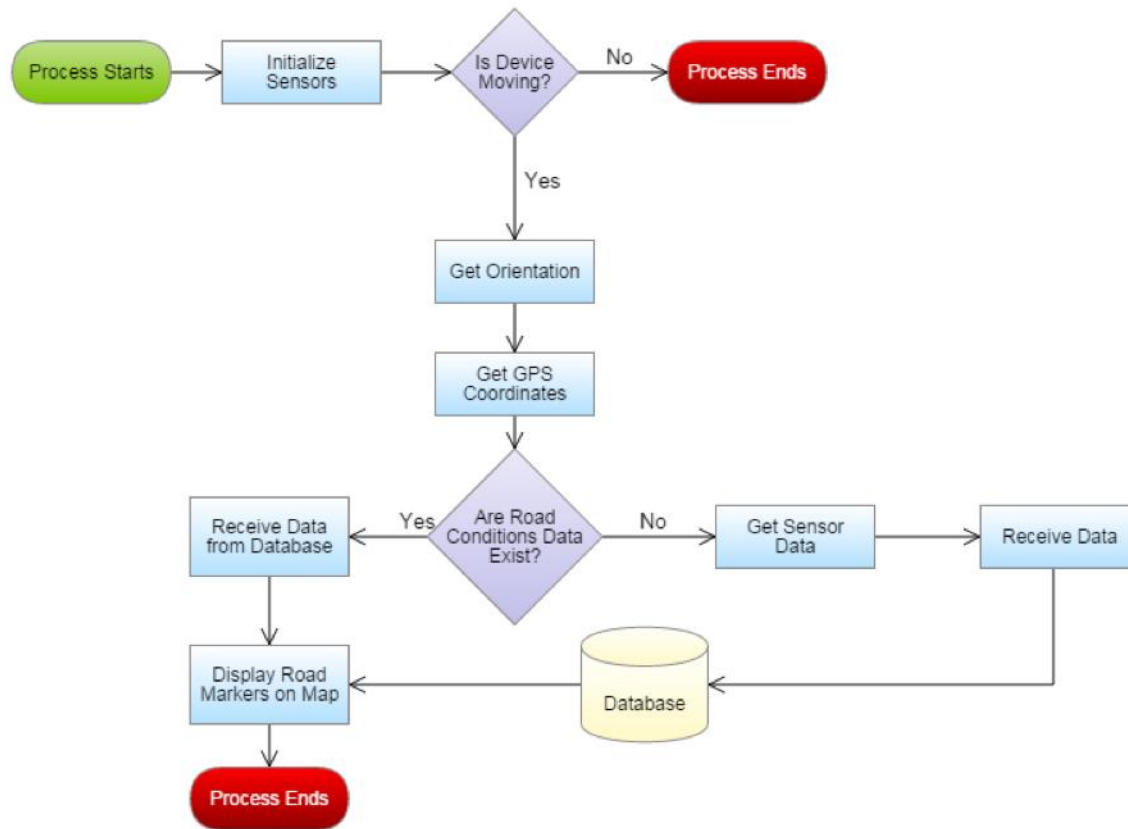 Process Starts
Initialize
Sensors
Is Device
Moving?
No
Process Ends
Yes
Get Orientation
Get GPS
Coordinates
Receive Data
from Database
Yes
Are Road
Conditions Data
Exist?
No
Get Sensor
Data
Receive Data
Display Road
Markers on Map
Database
Process Ends